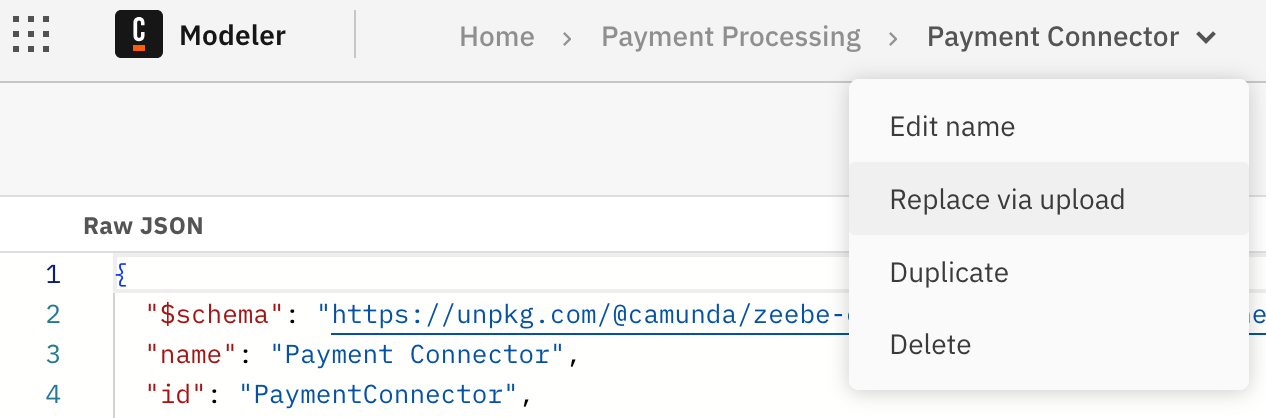 C Modeler Home > Payment Processing > Payment Connector
Edit name
Replace via upload
Duplicate
Delete
Raw JSON
1 {
2 "$schema": "https://unpkg.com/@camunda/zeebe-
3 "name": "Payment Connector",
4 "id": "PaymentConnector",